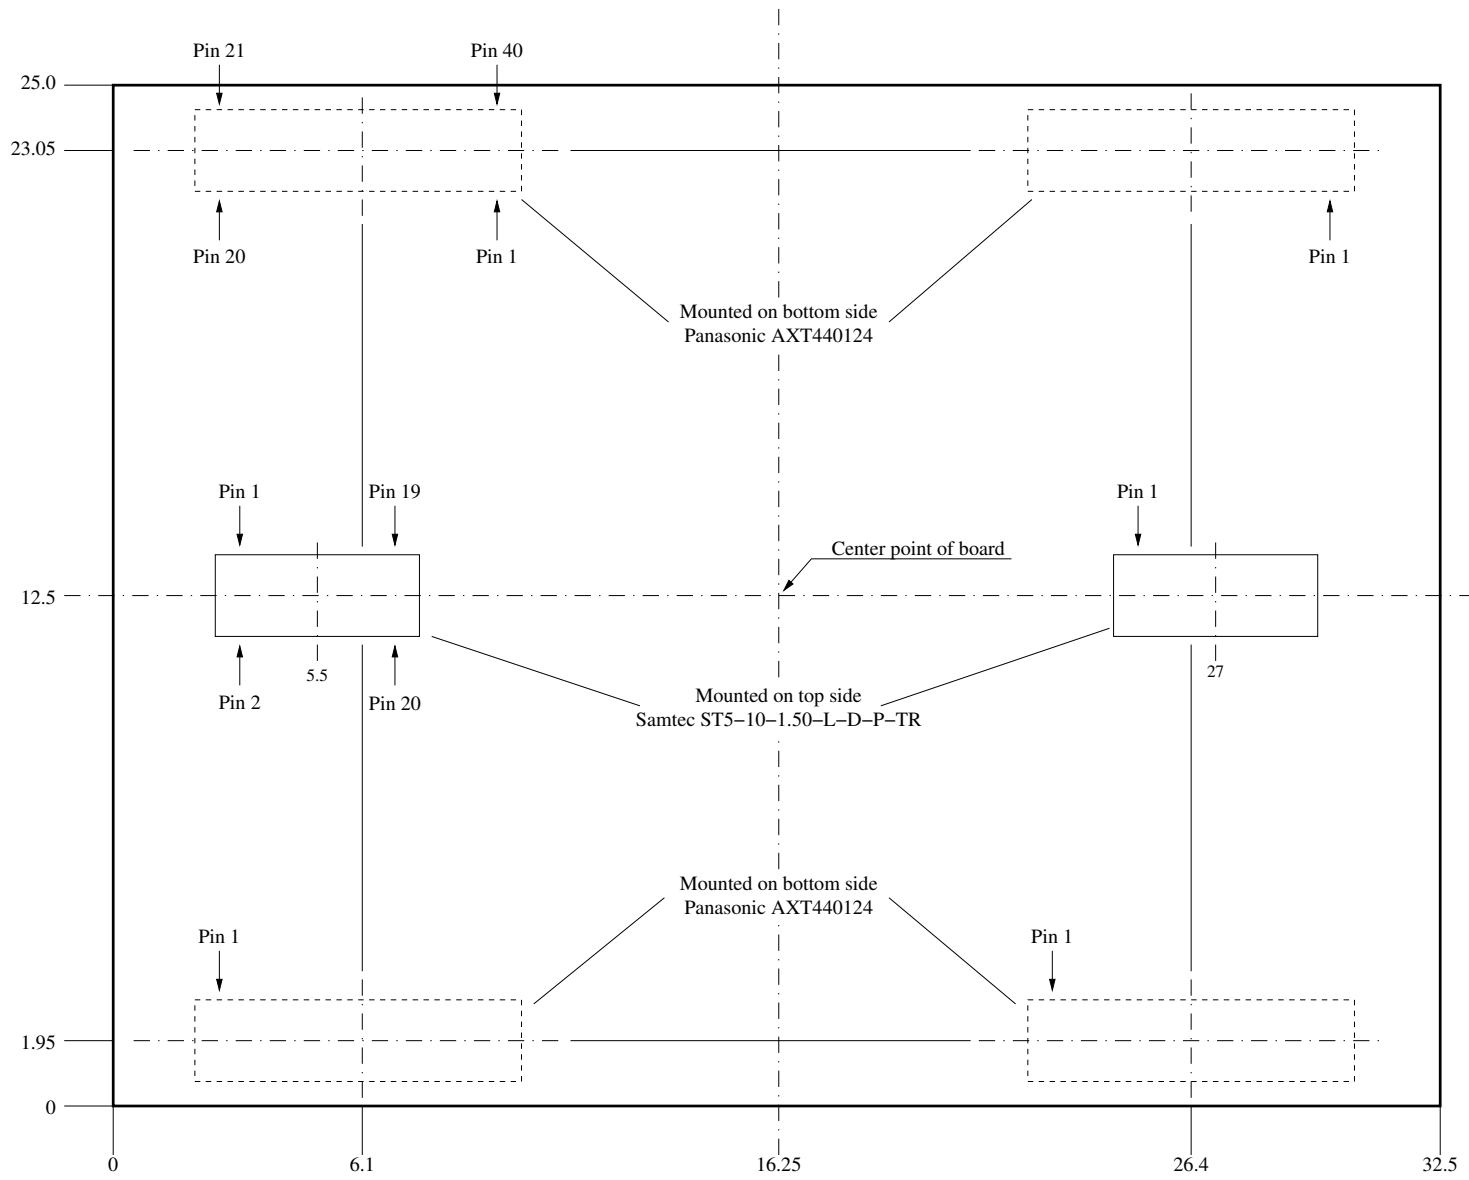 Pin 21
Pin 40
25.0
23.05
Pin 20
Pin 1
Pin 1
Mounted on bottom side
Panasonic AXT440124
Pin 1
Pin 19
Pin 1
Center point of board
12.5
5.5
27
Pin 2
Pin 20
Mounted on top side
Samtec ST5−10−1.50−L−D−P−TR
Mounted on bottom side
Panasonic AXT440124
Pin 1
Pin 1
1.95
0
0
6.1
16.25
26.4
32.5